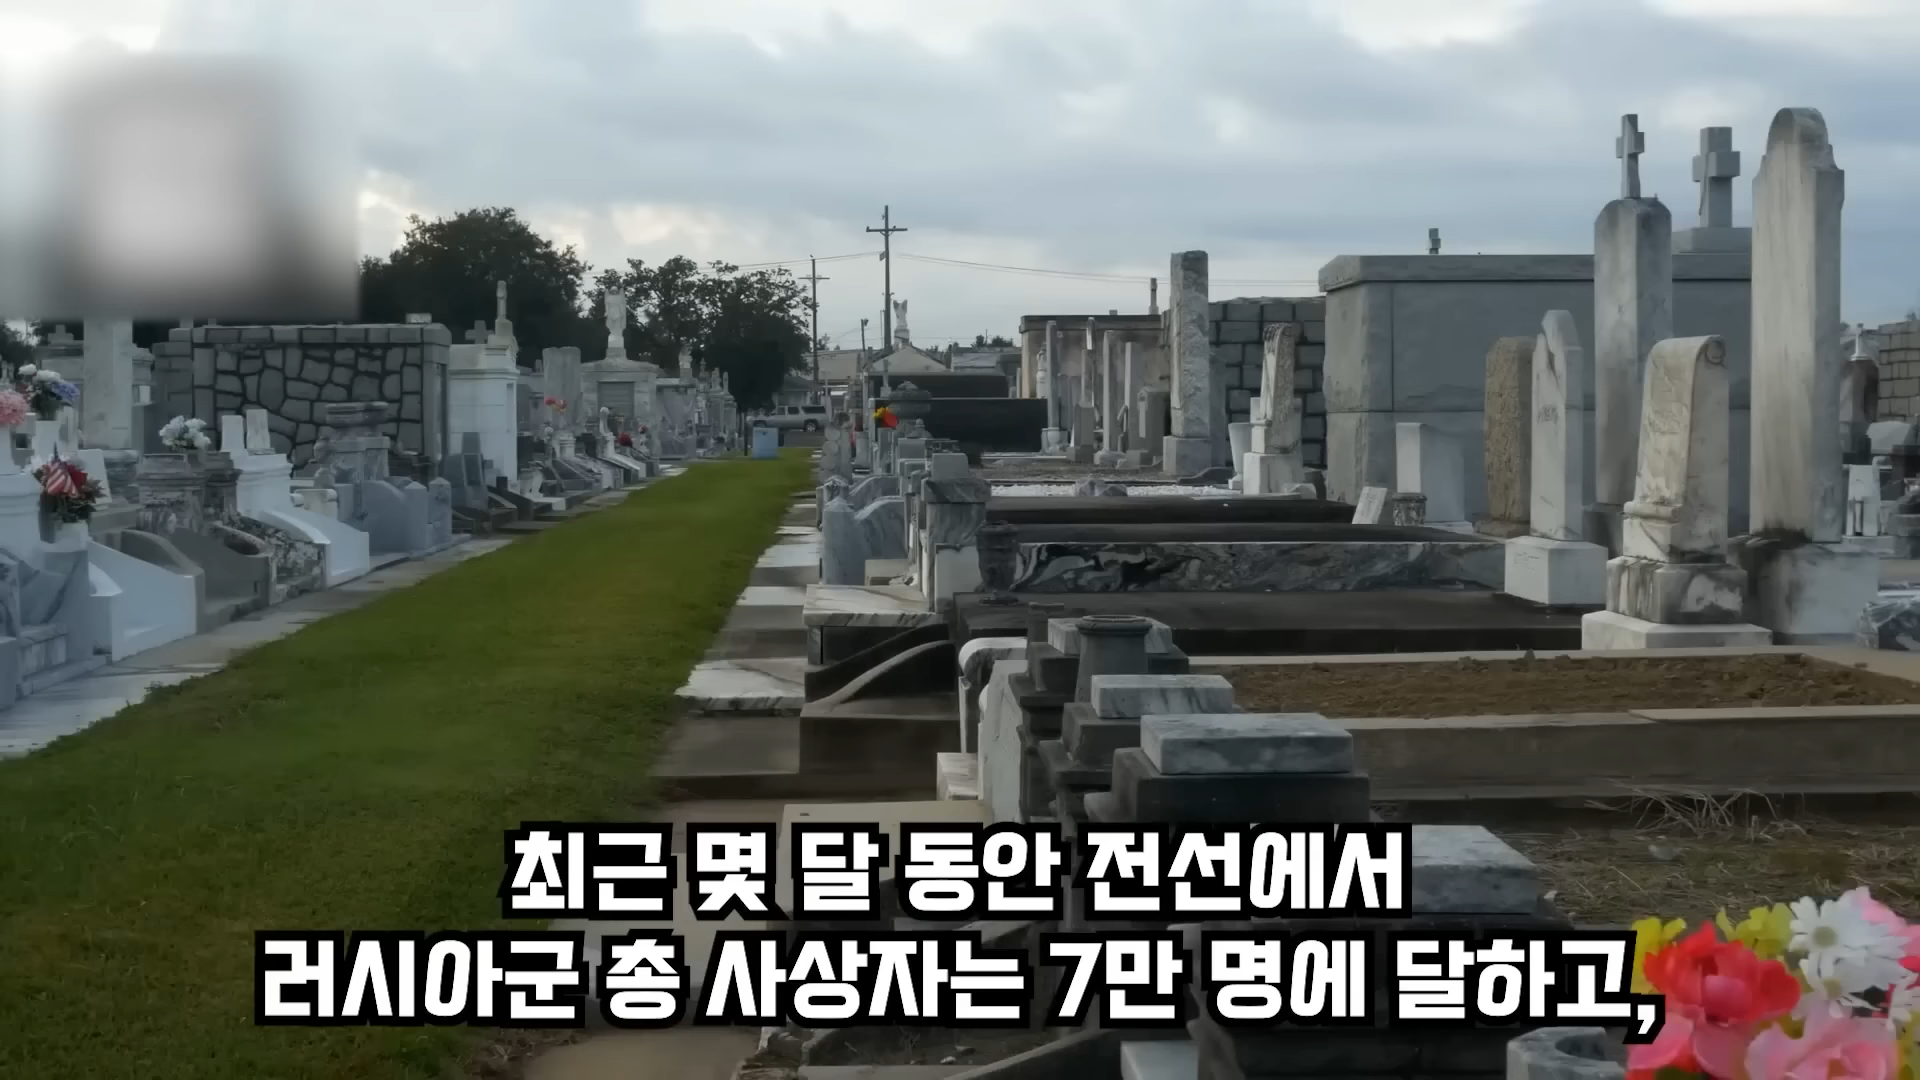 최근 몇 달 동안 전선에서
러시아군 총 사상자는 7만 명에 달하고,